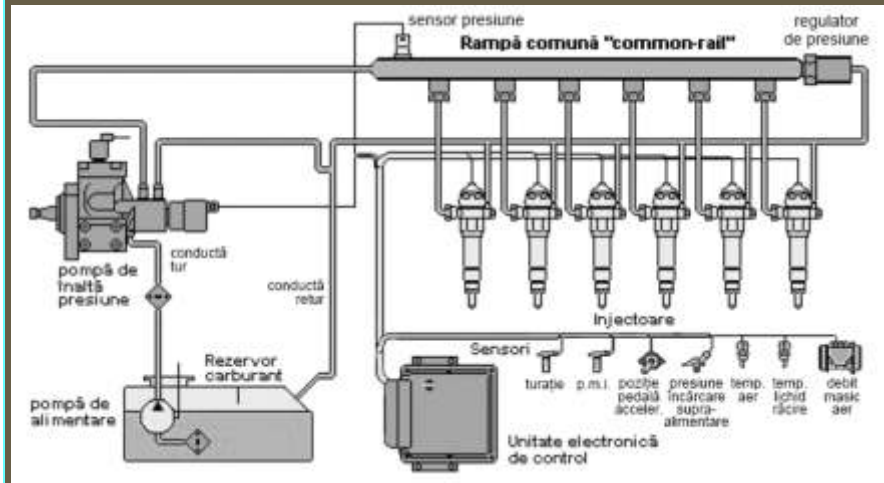 sensor presiune
Rampă comună "common-rail"
regulator
de presiune
conductă
tur
pompă de
înaltă
presiune
conductă
retur
Injectoare
Sensori
turație
p.m.i.
poziție
pedală
acceler.
presiune
încărcare
supra-
alimentare
temp.
aer
temp.
lichid
răcire
debit
masic
aer
Rezervor
carburant
pompă de
alimentare
Unitate electronică
de control